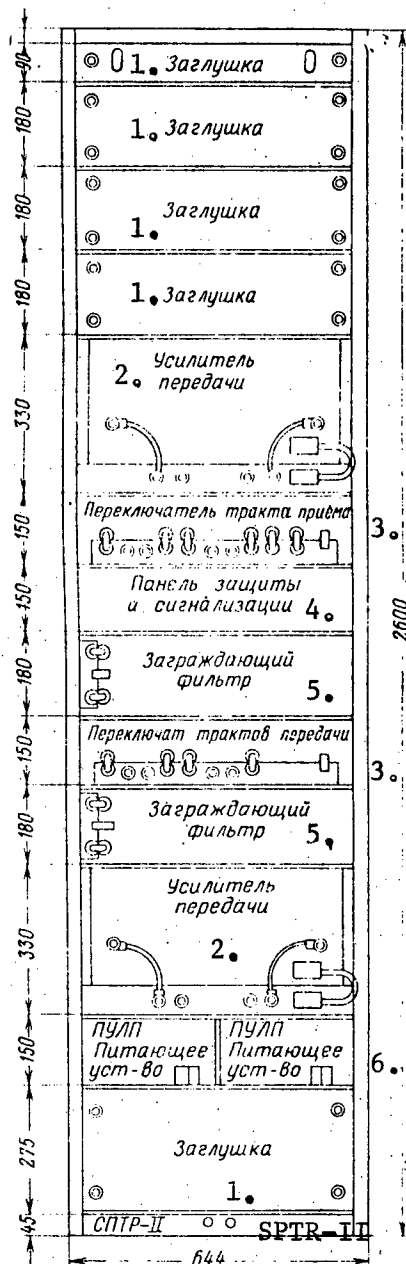 90
1. Заглушка
180
1. Заглушка
180
Заглушка
1.
180
1. Заглушка
330
Усилитель
2. передачи
150
Переключатель тракта приёма
3.
150
Панель защиты
и сигнализации 4.
2600
180
Заграждающий
фильтр 5.
150
Переключат трактов передачи
3.
180
Заграждающий
фильтр 5.
330
Усилитель
передачи
2.
150
ПУЛП
Питающее
уст-во
ПУЛП
Питающее
уст-во
6.
275
Заглушка
1.
45
СПТР-II
SPTR-II
644